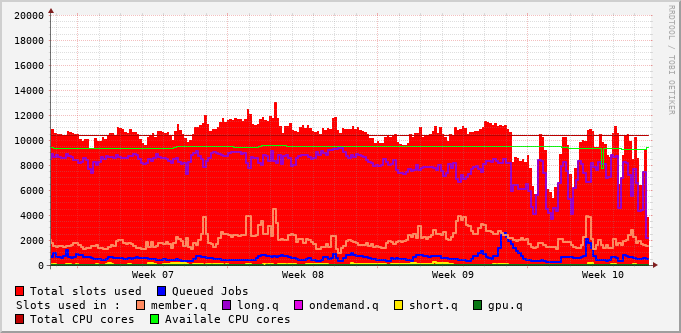 20000
18000
16000
14000
12000
10000
8000
6000
4000
2000
0
Week 07 Week 08 Week 09 Week 10
Total slots used Queued Jobs
Slots used in : member.q long.q ondemand.q short.q gpu.q
Total CPU cores Availale CPU cores
RRDTOOL / TOBI OETIKER